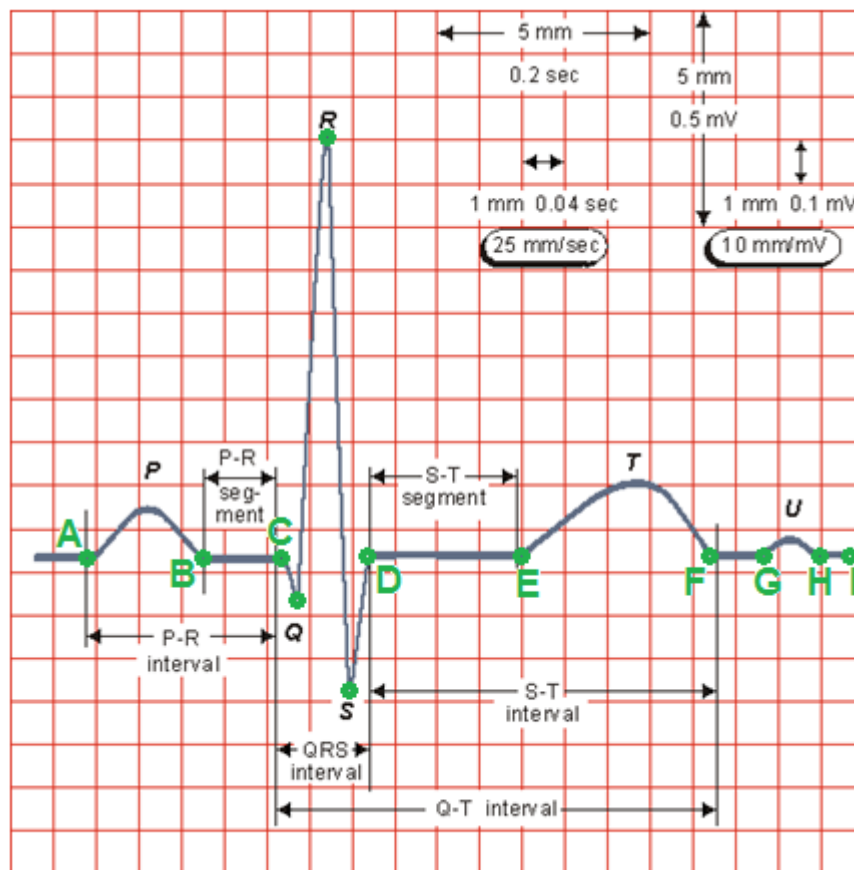 5 mm
0.2 sec
5 mm
0.5 mV
R
1 mm 0.04 sec
1 mm 0.1 mV
25 mm/sec
10 mm/mV
P
P-R
seg-
ment
S-T
segment
T
U
A
B
C
D
E
F
G
H
Q
P-R
interval
S
S-T
interval
QRS
interval
Q-T interval